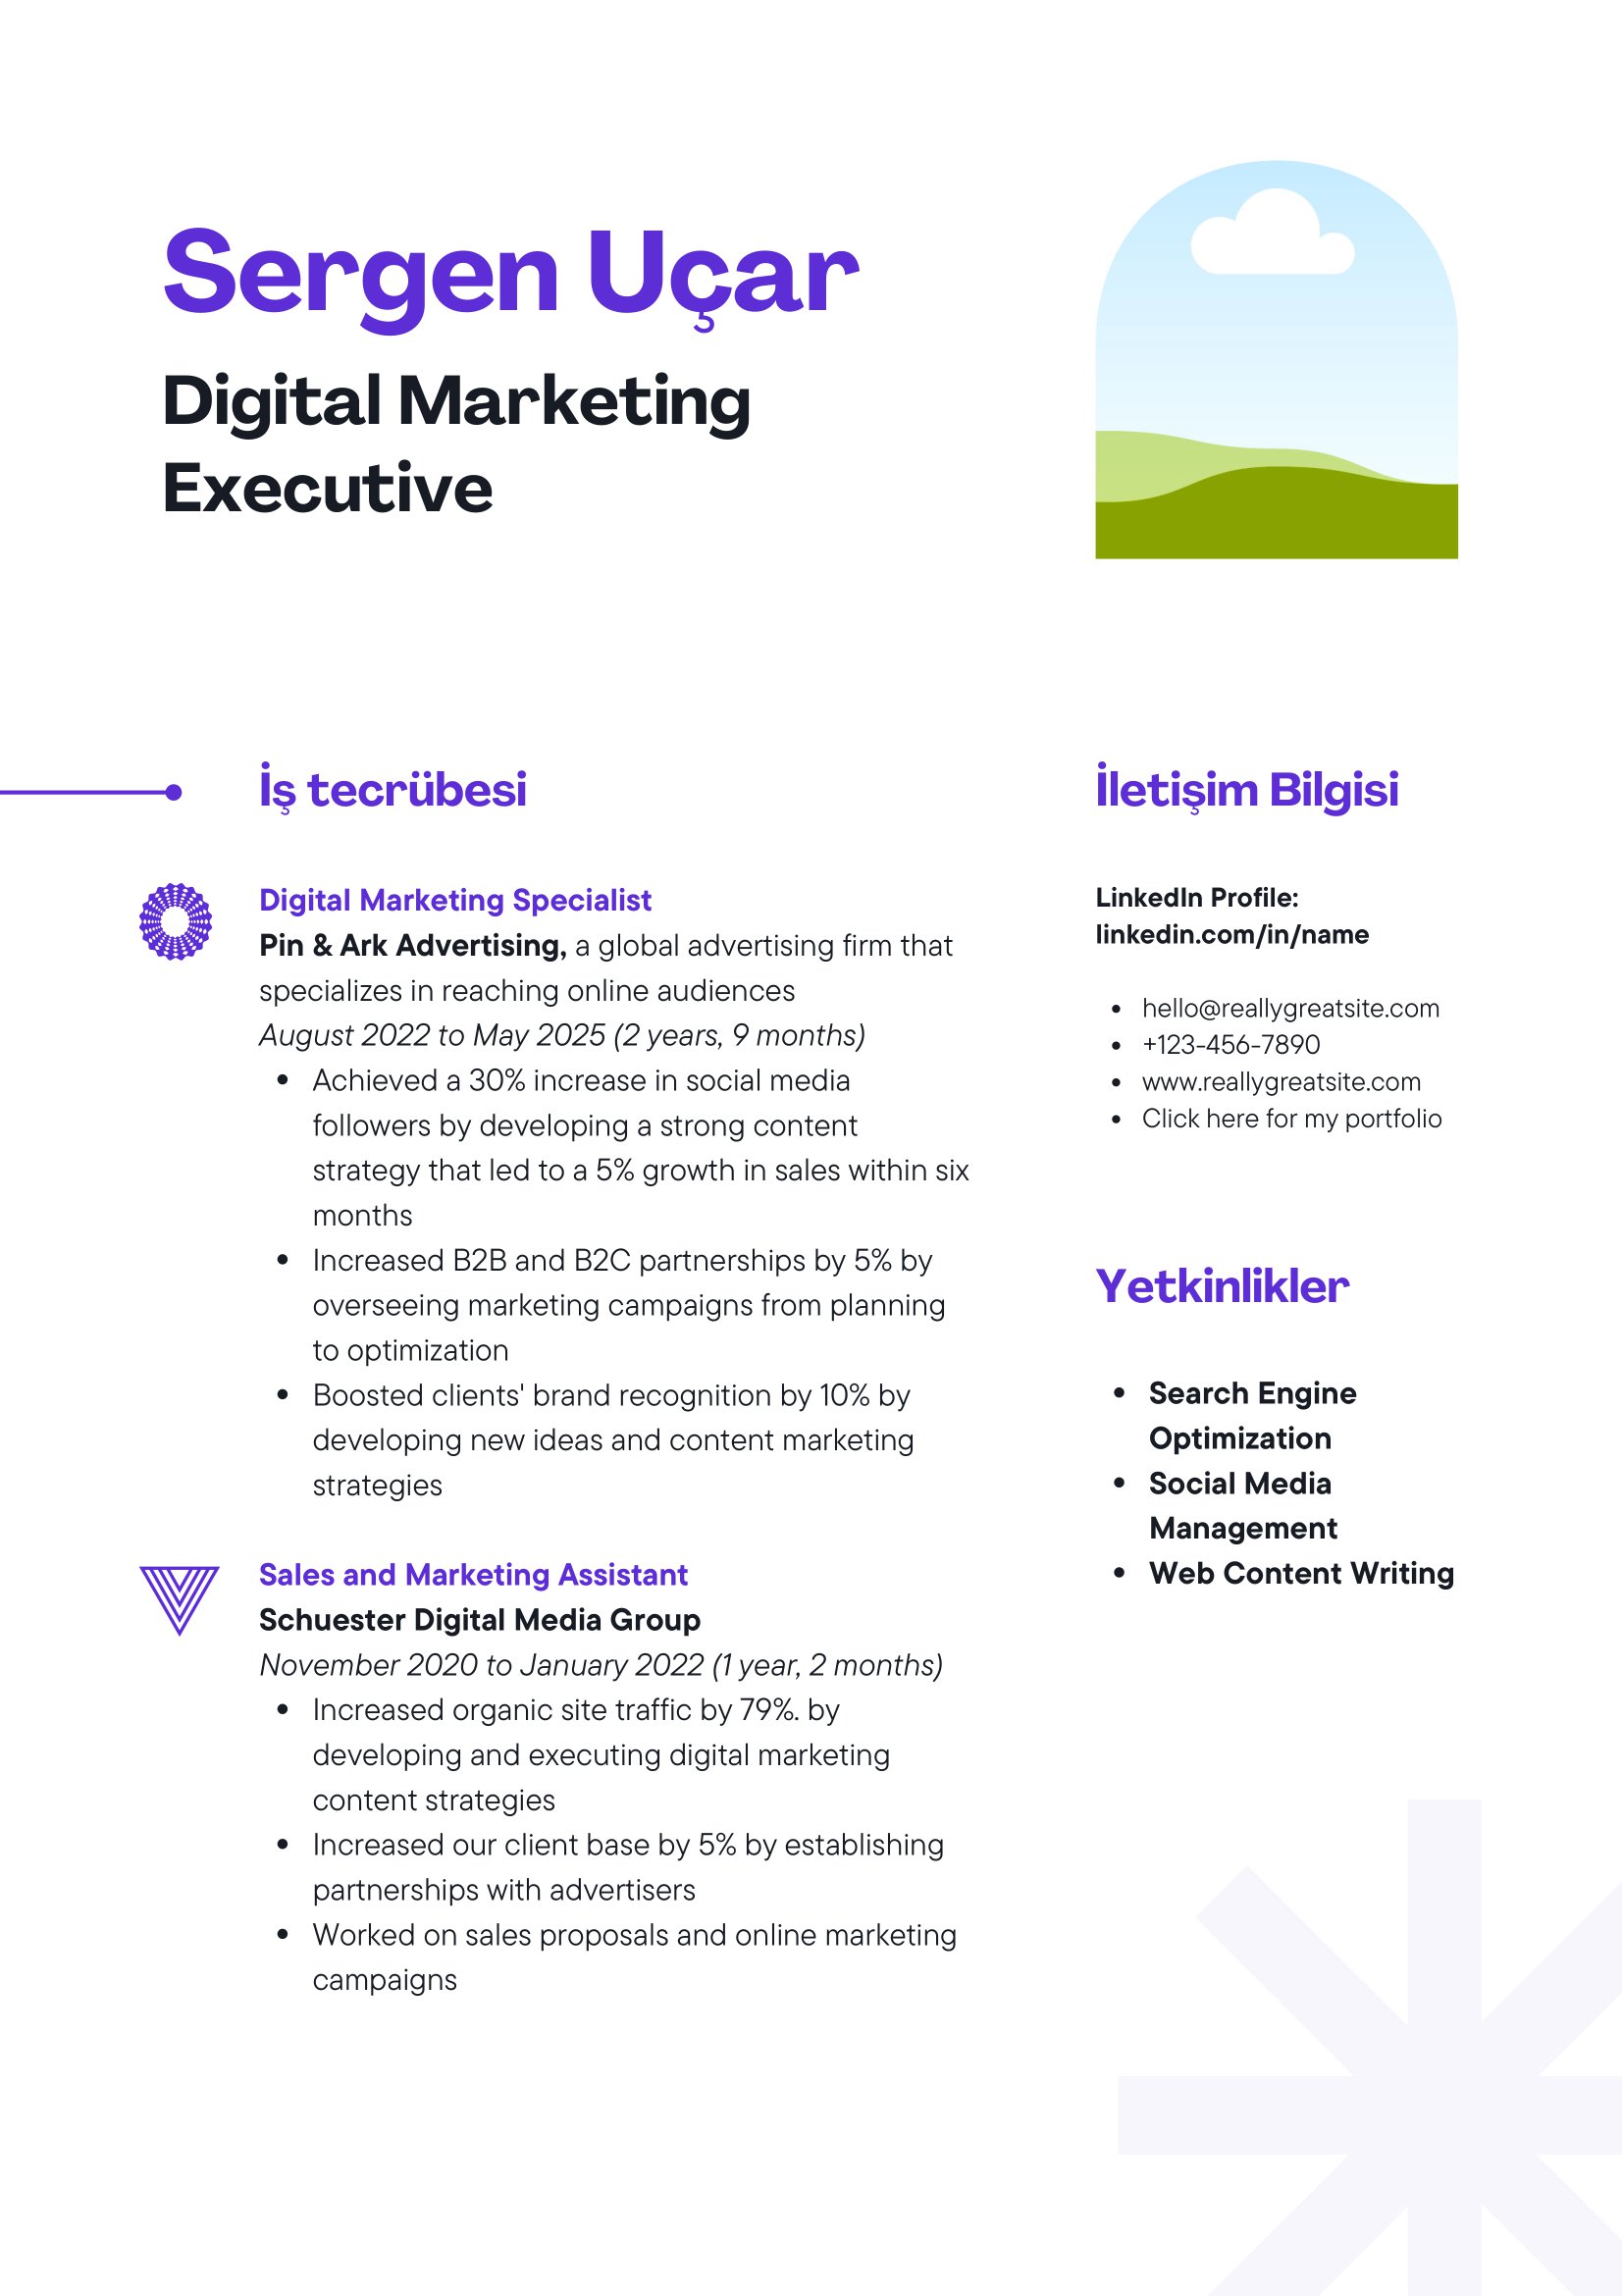 Sergen Uçar
Digital Marketing
Executive
İş tecrübesi
Digital Marketing Specialist
Pin & Ark Advertising, a global advertising firm that
specializes in reaching online audiences
August 2022 to May 2025 (2 years, 9 months)
• Achieved a 30% increase in social media
followers by developing a strong content
strategy that led to a 5% growth in sales within six
months
• Increased B2B and B2C partnerships by 5% by
overseeing marketing campaigns from planning
to optimization
• Boosted clients' brand recognition by 10% by
developing new ideas and content marketing
strategies
Sales and Marketing Assistant
Schuester Digital Media Group
November 2020 to January 2022 (1 year, 2 months)
• Increased organic site traffic by 79%. by
developing and executing digital marketing
content strategies
• Increased our client base by 5% by establishing
partnerships with advertisers
• Worked on sales proposals and online marketing
campaigns
İletişim Bilgisi
LinkedIn Profile:
linkedin.com/in/name
• hello@reallygreatsite.com
• +123-456-7890
• www.reallygreatsite.com
• Click here for my portfolio
Yetkinlikler
• Search Engine
Optimization
• Social Media
Management
• Web Content Writing